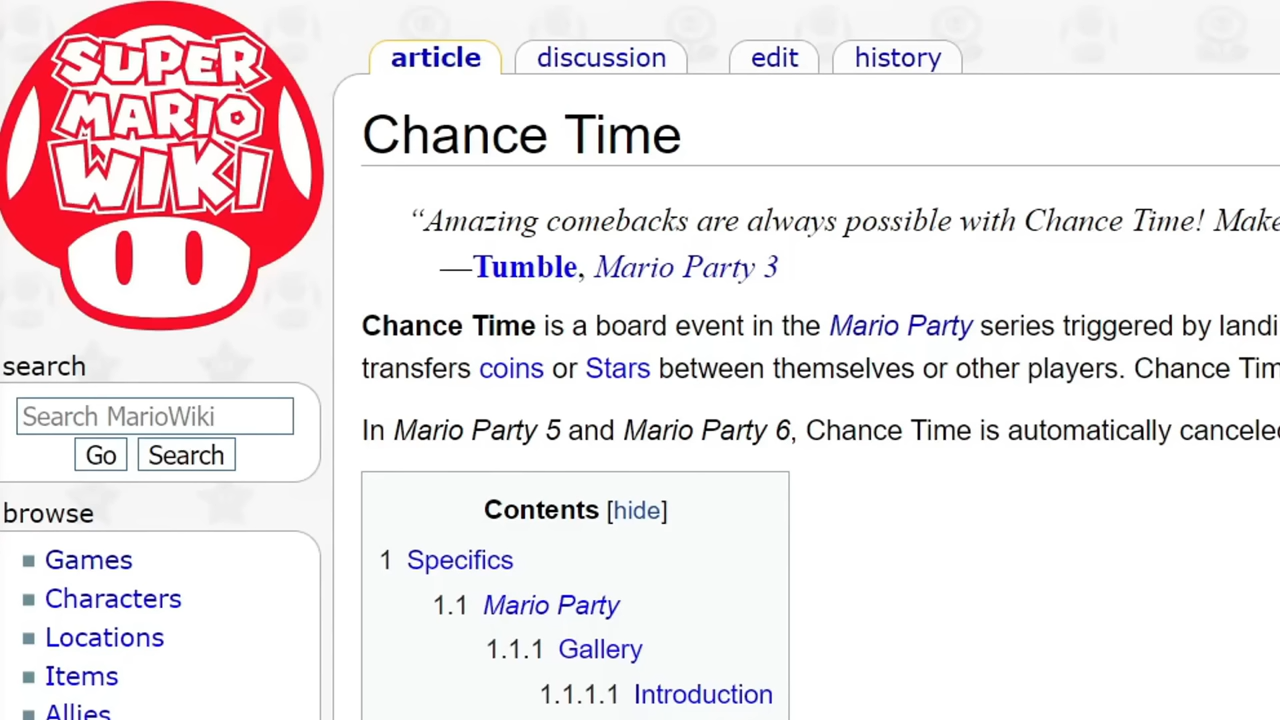 SUPER
MARIO
WIKI
article discussion edit history
Chance Time
“Amazing comebacks are always possible with Chance Time! Make
—Tumble, Mario Party 3
Chance Time is a board event in the Mario Party series triggered by
transfers coins or Stars between themselves or other players. Chance
In Mario Party 5 and Mario Party 6, Chance Time is automatically
search
Search MarioWiki
Go Search
browse
Games
Characters
Locations
Items
Allies
Contents [hide]
1 Specifics
1.1 Mario Party
1.1.1 Gallery
1.1.1.1 Introduction